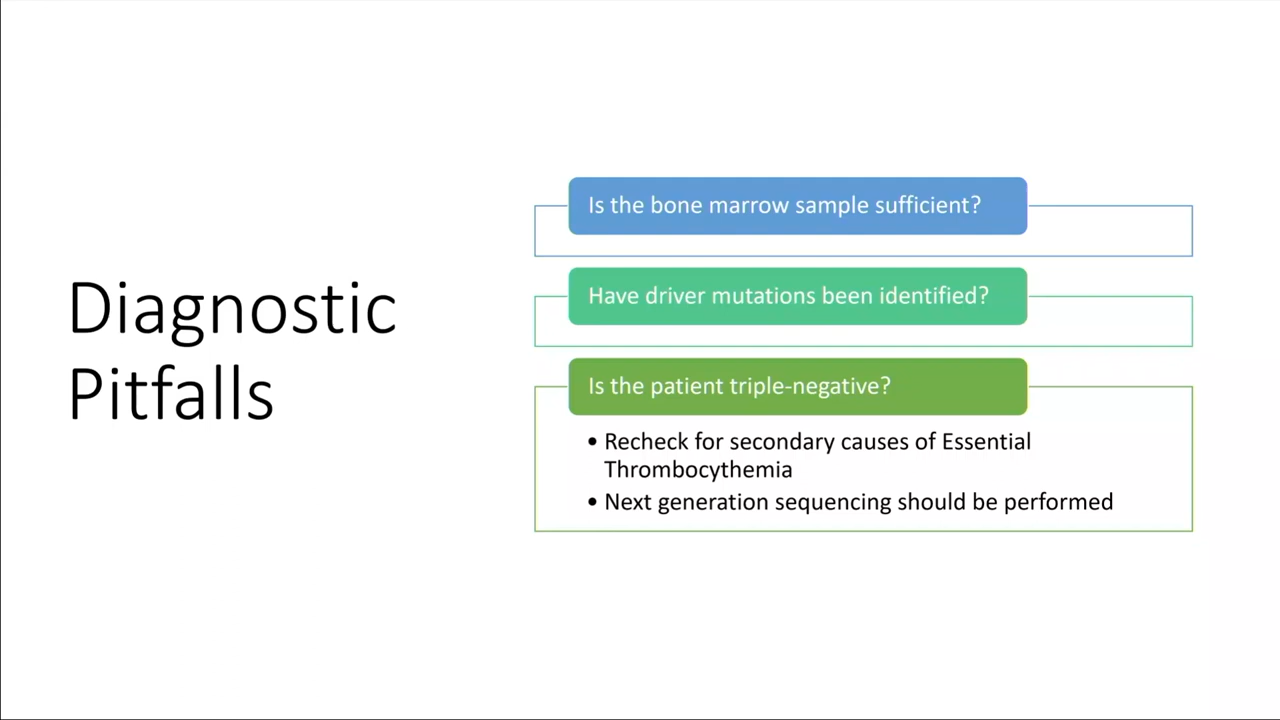 Diagnostic
Pitfalls
Is the bone marrow sample sufficient?
Have driver mutations been identified?
Is the patient triple-negative?
• Recheck for secondary causes of Essential
Thrombocythemia
• Next generation sequencing should be performed